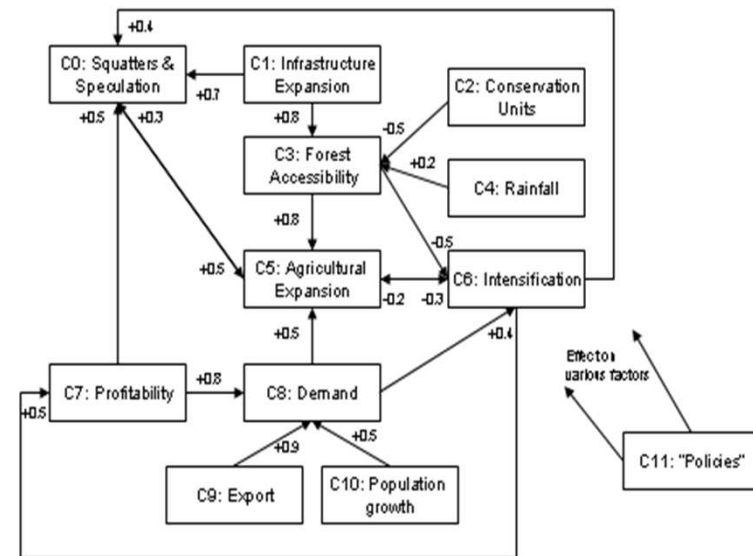 +0.4
C0: Squatters &
Speculation
C1: Infrastructure
Expansion
C2: Conservation
Units
+0.7
+0.5
+0.3
+0.8
-0.5
C3: Forest
Accessibility
+0.2
C4: Rainfall
+0.8
-0.5
+0.5
C5: Agricultural
Expansion
C6: Intensification
-0.2
-0.3
+0.5
+0.4
Effect on
various factors
C7: Profitability
+0.8
C8: Demand
+0.5
+0.9
+0.5
C11: "Policies"
C9: Export
C10: Population
growth